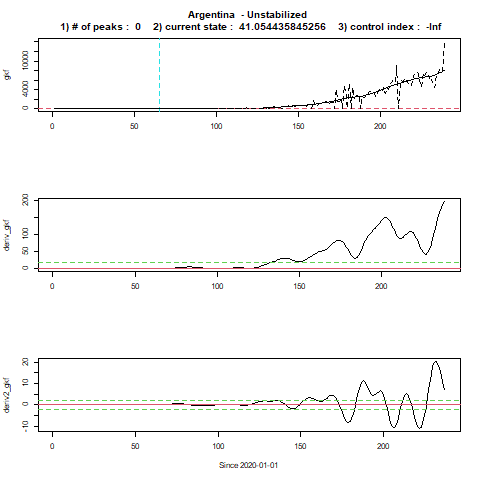 Argentina - Unstabilized
1) # of peaks : 0 2) current state : 41.054435845256 3) control index : -Inf
gkf
0 4000 10000
0 50 100 150 200
deriv_gkf
0 50 100 200
0 50 100 150 200
deriv2_gkf
-10 0 10 20
0 50 100 150 200
Since 2020-01-01